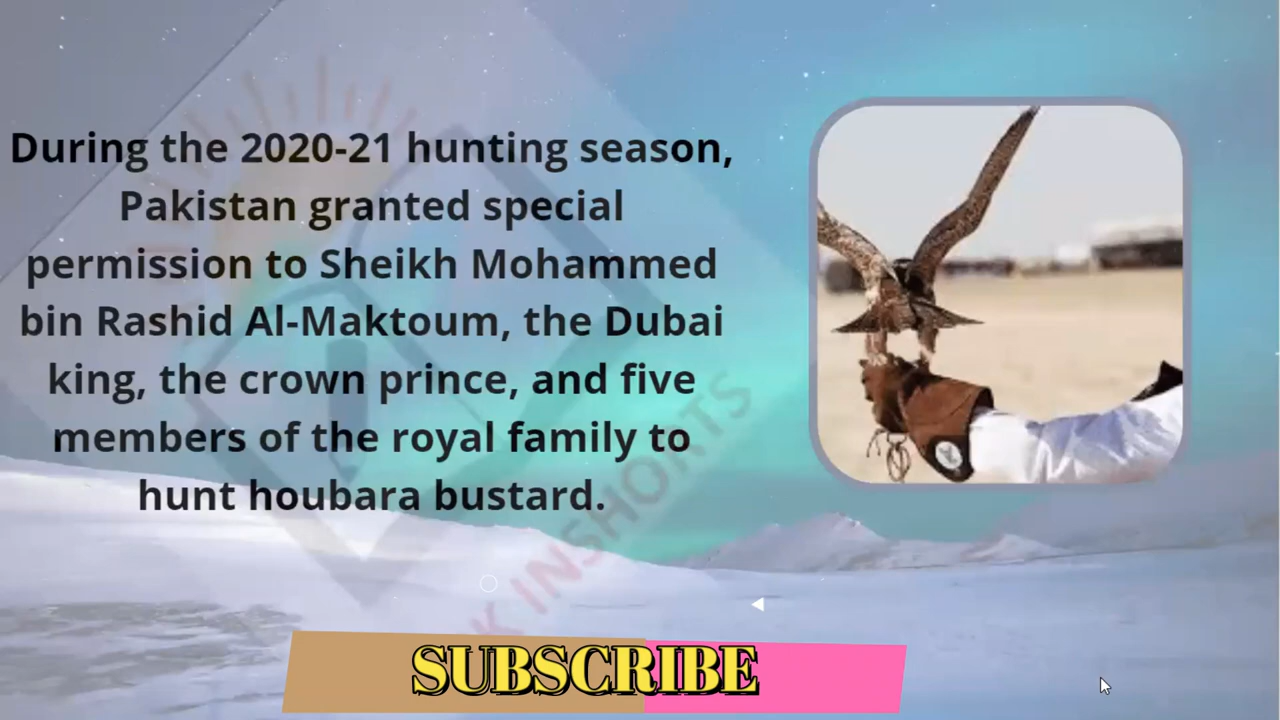 During the 2020-21 hunting season,
Pakistan granted special
permission to Sheikh Mohammed
bin Rashid Al-Maktoum, the Dubai
king, the crown prince, and five
members of the royal family to
hunt houbara bustard.
K INSHORTS
SUBSCRIBE